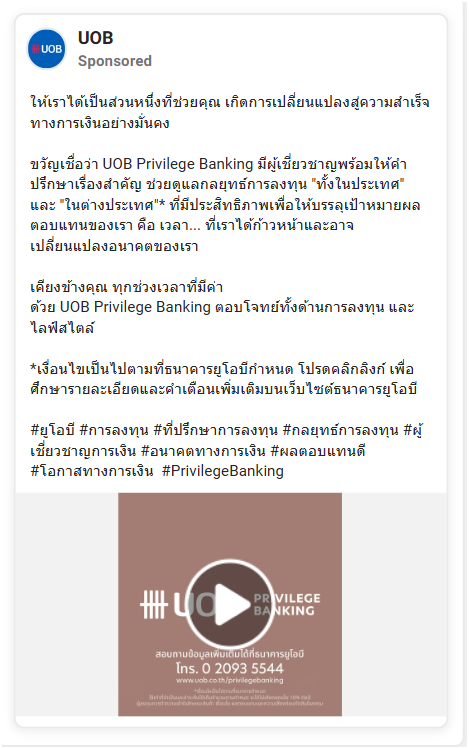 UOB
UOB
Sponsored
ให้เราได้เป็นส่วนหนึ่งที่ช่วยคุณ เกิดการเปลี่ยนแปลงสู่ความสำเร็จ
ทางการเงินอย่างมั่นคง
ขวัญเชื่อว่า UOB Privilege Banking มีผู้เชี่ยวชาญพร้อมให้คำ
ปรึกษาเรื่องสำคัญ ช่วยดูแลกลยุทธ์การลงทุน "ทั้งในประเทศ"
และ "ในต่างประเทศ"* ที่มีประสิทธิภาพเพื่อให้บรรลุเป้าหมายผล
ตอบแทนของเรา คือ เวลา... ที่เราได้ก้าวหน้าและอาจ
เปลี่ยนแปลงอนาคตของเรา
เคียงข้างคุณ ทุกช่วงเวลาที่มีค่า
ด้วย UOB Privilege Banking ตอบโจทย์ทั้งด้านการลงทุน และ
ไลฟ์สไตล์
*เงื่อนไขเป็นไปตามที่ธนาคารยูโอบีกำหนด โปรดคลิกลิงก์ เพื่อ
ศึกษารายละเอียดและคำเตือนเพิ่มเติมบนเว็บไซต์ธนาคารยูโอบี
#ยูโอบี #การลงทุน #ที่ปรึกษาการลงทุน #กลยุทธ์การลงทุน #ผู้
เชี่ยวชาญการเงิน #อนาคตทางการเงิน #ผลตอบแทนดี
#โอกาสทางการเงิน #PrivilegeBanking
UOB PRIVILEGE
BANKING
สอบถามข้อมูลเพิ่มเติมได้ที่ธนาคารยูโอบี
โทร. 0 2093 5544
www.uob.co.th/privilegebanking